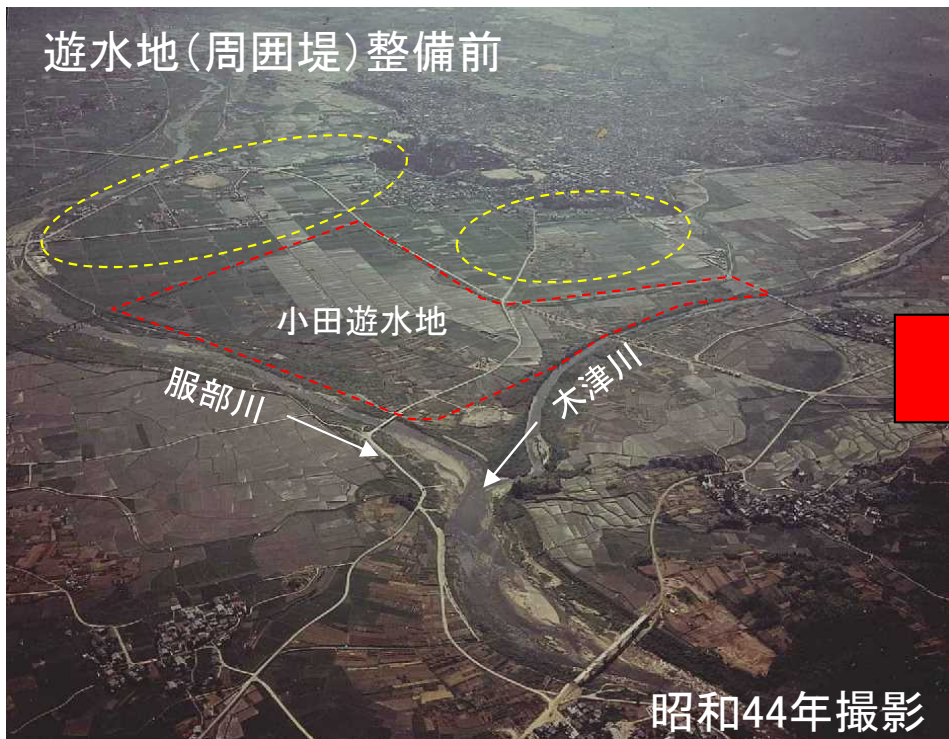 遊水地(周囲堤)整備前
小田遊水地
服部川
木津川
昭和44年撮影